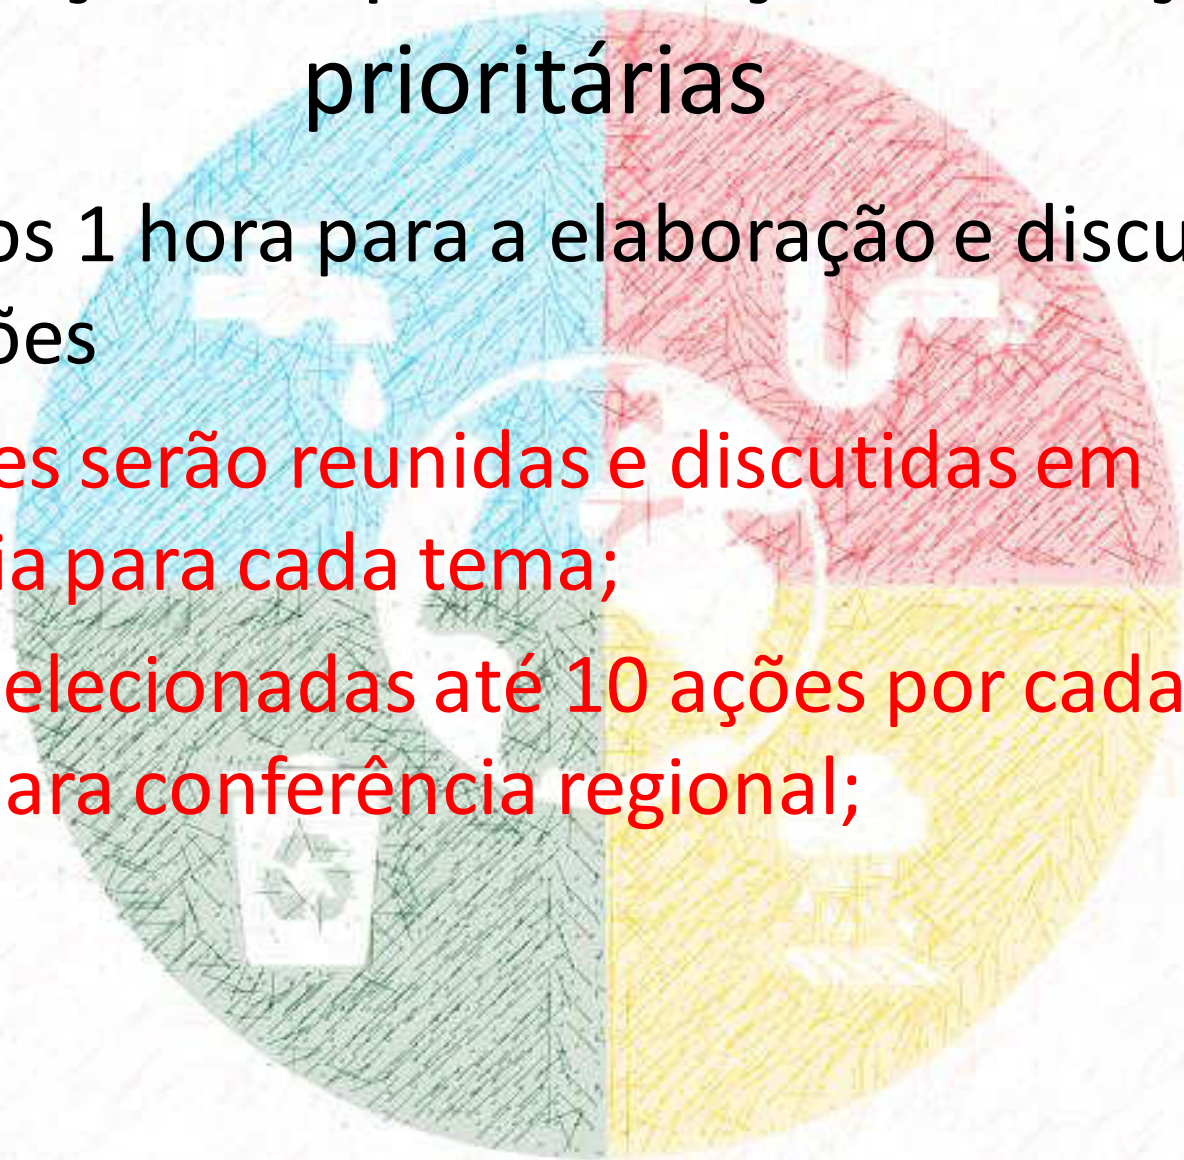 prioritárias
os 1 hora para a elaboração e discu
ões
es serão reunidas e discutidas em
ia para cada tema;
elecionadas até 10 ações por cada
ara conferência regional;